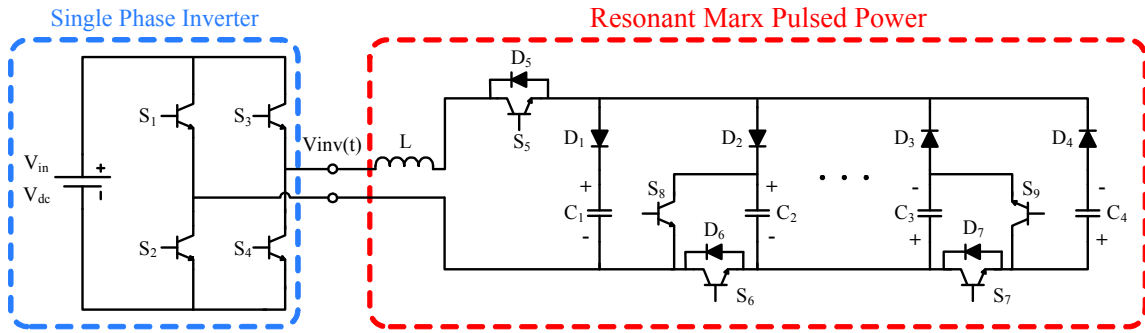 Single Phase Inverter
Resonant Marx Pulsed Power
D5
S1
S3
S5
Vinv(t)
L
D1
D2
D3
D4
Vin
+
Vdc
-
S8
S9
+
+
-
-
C1
C2
. . .
C3
C4
-
-
+
+
S2
S4
D6
D7
S6
S7